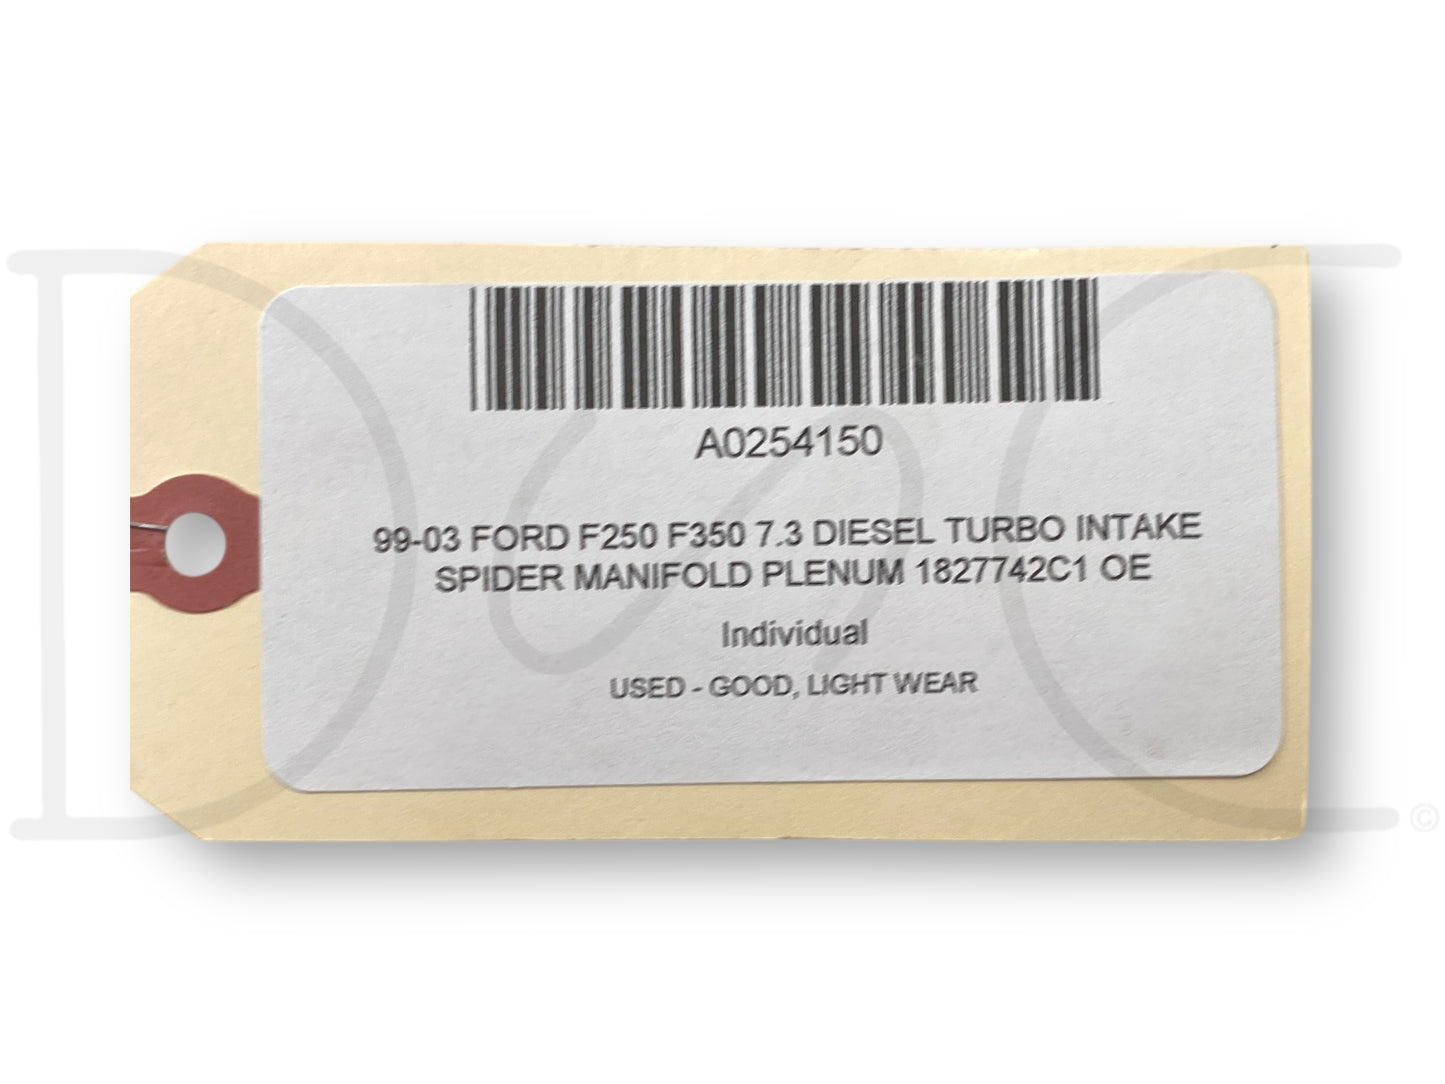 A0254150
99-03 FORD F250 F350 7.3 DIESEL TURBO INTAKE
SPIDER MANIFOLD PLENUM 1827742C1 OE
Individual
USED - GOOD, LIGHT WEAR
©